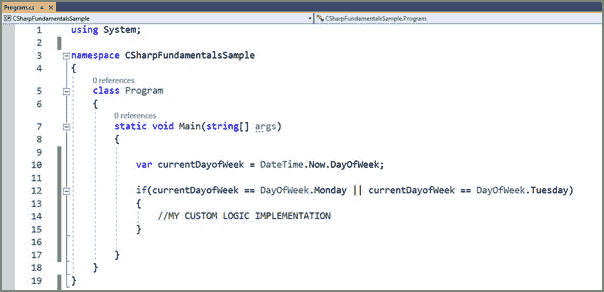 Program.cs
CSharpFundamentalsSample
CSharpFundamentalsSample.Program
1 using System;
2
3 namespace CSharpFundamentalsSample
4 {
0 references
5 class Program
6 {
0 references
7 static void Main(string[] args)
8 {
9
10 var currentDayofWeek = DateTime.Now.DayOfWeek;
11
12 if(currentDayofWeek == DayOfWeek.Monday || currentDayofWeek == DayOfWeek.Tuesday)
13 {
14 //MY CUSTOM LOGIC IMPLEMENTATION
15 }
16
17 }
18 }
19 }